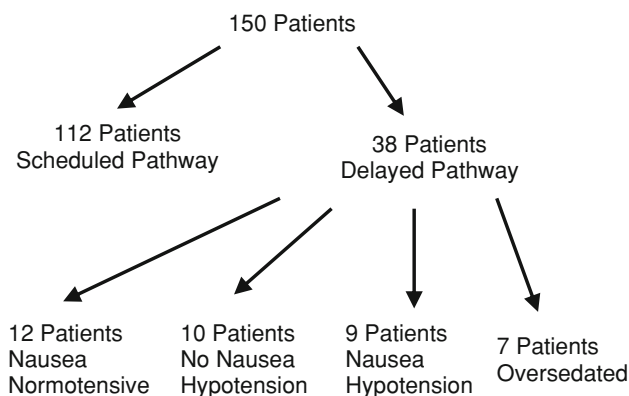 150 Patients
112 Patients
Scheduled Pathway
38 Patients
Delayed Pathway
12 Patients
Nausea
Normotensive
10 Patients
No Nausea
Hypotension
9 Patients
Nausea
Hypotension
7 Patients
Oversedated